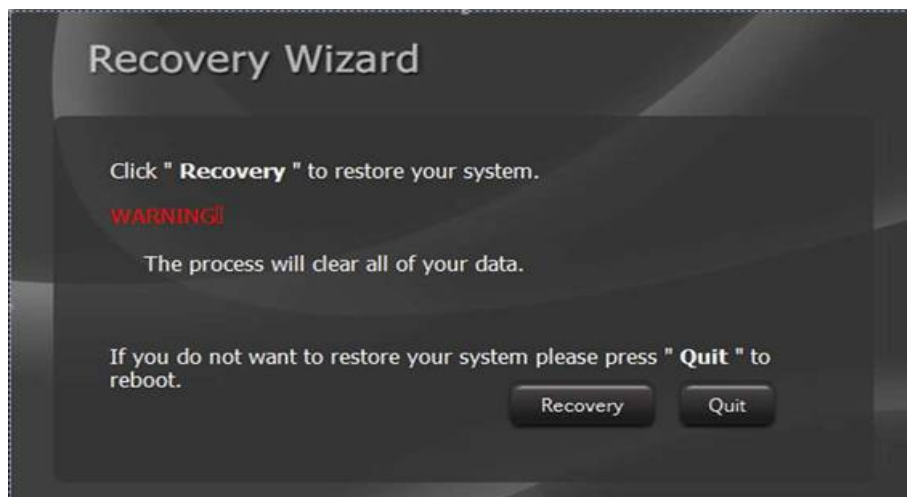 Recovery Wizard
Click " Recovery " to restore your system.
WARNING
The process will clear all of your data.
If you do not want to restore your system please press " Quit " to
reboot.
Recovery Quit